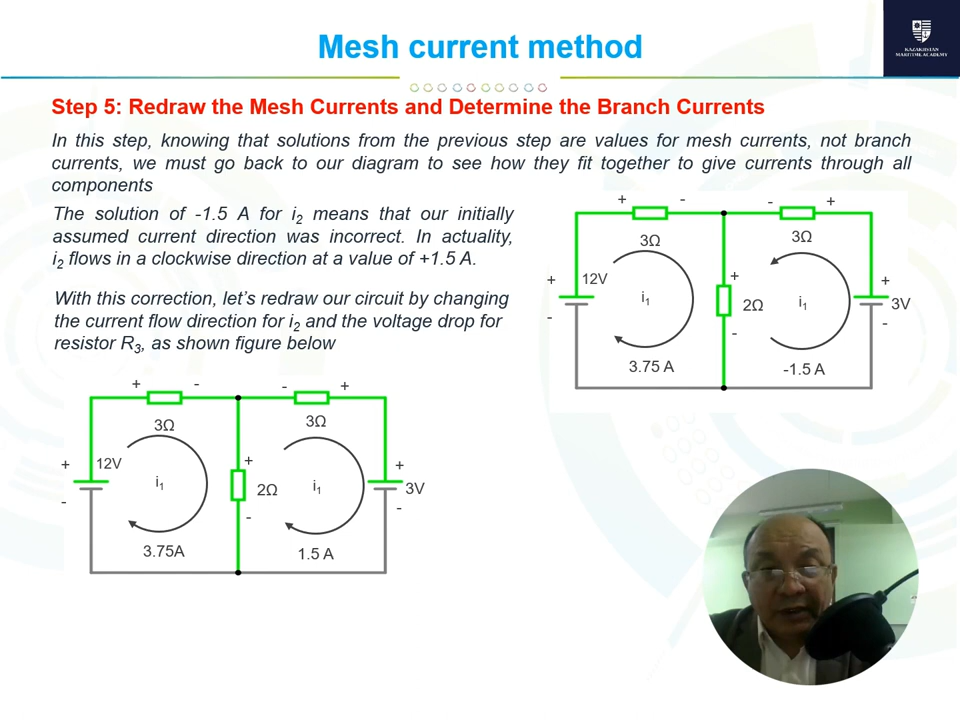 Mesh current method
KAZAKHSTAN
MARITIME ACADEMY
Step 5: Redraw the Mesh Currents and Determine the Branch Currents
In this step, knowing that solutions from the previous step are values for mesh currents, not branch
currents, we must go back to our diagram to see how they fit together to give currents through all
components
The solution of -1.5 A for i₂ means that our initially
assumed current direction was incorrect. In actuality,
i₂ flows in a clockwise direction at a value of +1.5 A.
With this correction, let's redraw our circuit by changing
the current flow direction for i₂ and the voltage drop for
resistor R₃, as shown figure below
+ - - +
3Ω 3Ω
+ 12V + +
i₁ 2Ω i₁ 3V
- - -
3.75 A -1.5 A
+ - - +
3Ω 3Ω
+ 12V + +
i₁ 2Ω i₁ 3V
- - -
3.75A 1.5 A